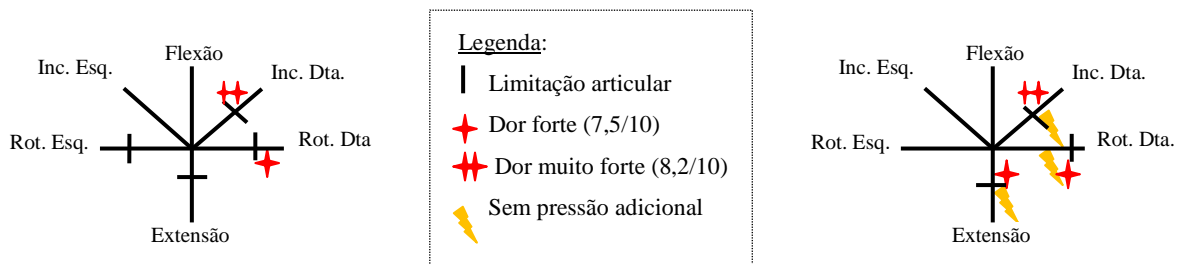 Flexão
Inc. Esq.
Inc. Dta.
Rot. Esq.
Rot. Dta
Extensão
Legenda:
Limitação articular
Dor forte (7,5/10)
Dor muito forte (8,2/10)
Sem pressão adicional
Flexão
Inc. Esq.
Inc. Dta.
Rot. Esq.
Rot. Dta.
Extensão